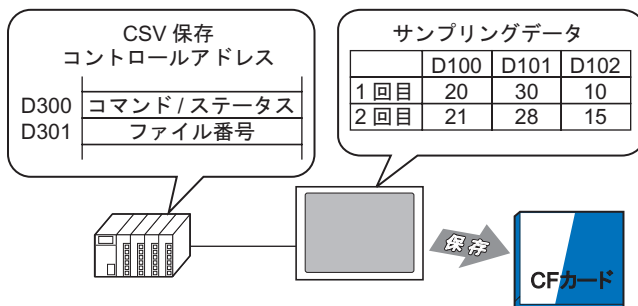 CSV 保存
コントロールアドレス
D300 コマンド / ステータス
D301 ファイル番号
サンプリングデータ
D100 D101 D102
1 回目 20 30 10
2 回目 21 28 15
保存
CFカード